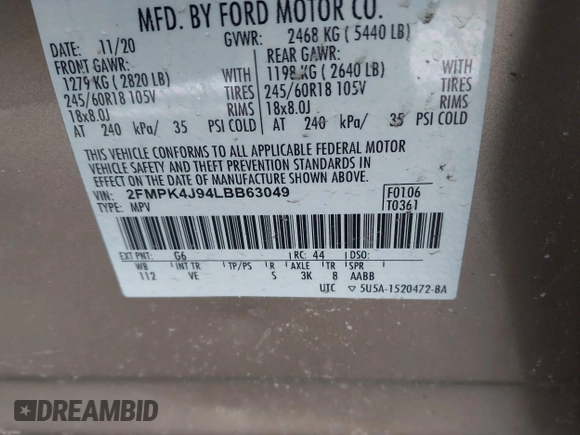 MFD. BY FORD MOTOR CO.
DATE: 11/20 GVWR: 2468 KG ( 5440 LB)
FRONT GAWR: REAR GAWR:
1279 KG ( 2820 LB) WITH 1198 KG ( 2640 LB) WITH
245/60R18 105V TIRES 245/60R18 105V TIRES
18x8.0J RIMS 18x8.0J RIMS
AT 240 kPa/ 35 PSI COLD AT 240 kPa/ 35 PSI COLD
THIS VEHICLE CONFORMS TO ALL APPLICABLE FEDERAL MOTOR
VEHICLE SAFETY AND THEFT PREVENTION STANDARDS IN
EFFECT ON THE DATE OF MANUFACTURE SHOWN ABOVE.
VIN: 2FMPK4J94LBB63049 F0106
TYPE: MPV T0361
EXT PNT: G6 RC: 44 DSO:
WB INT TR TP/PS R AXLE TR SPR
112 VE S 3K 8 AABB
UTC ▽ 5U5A-1520472-BA
DREAMBID